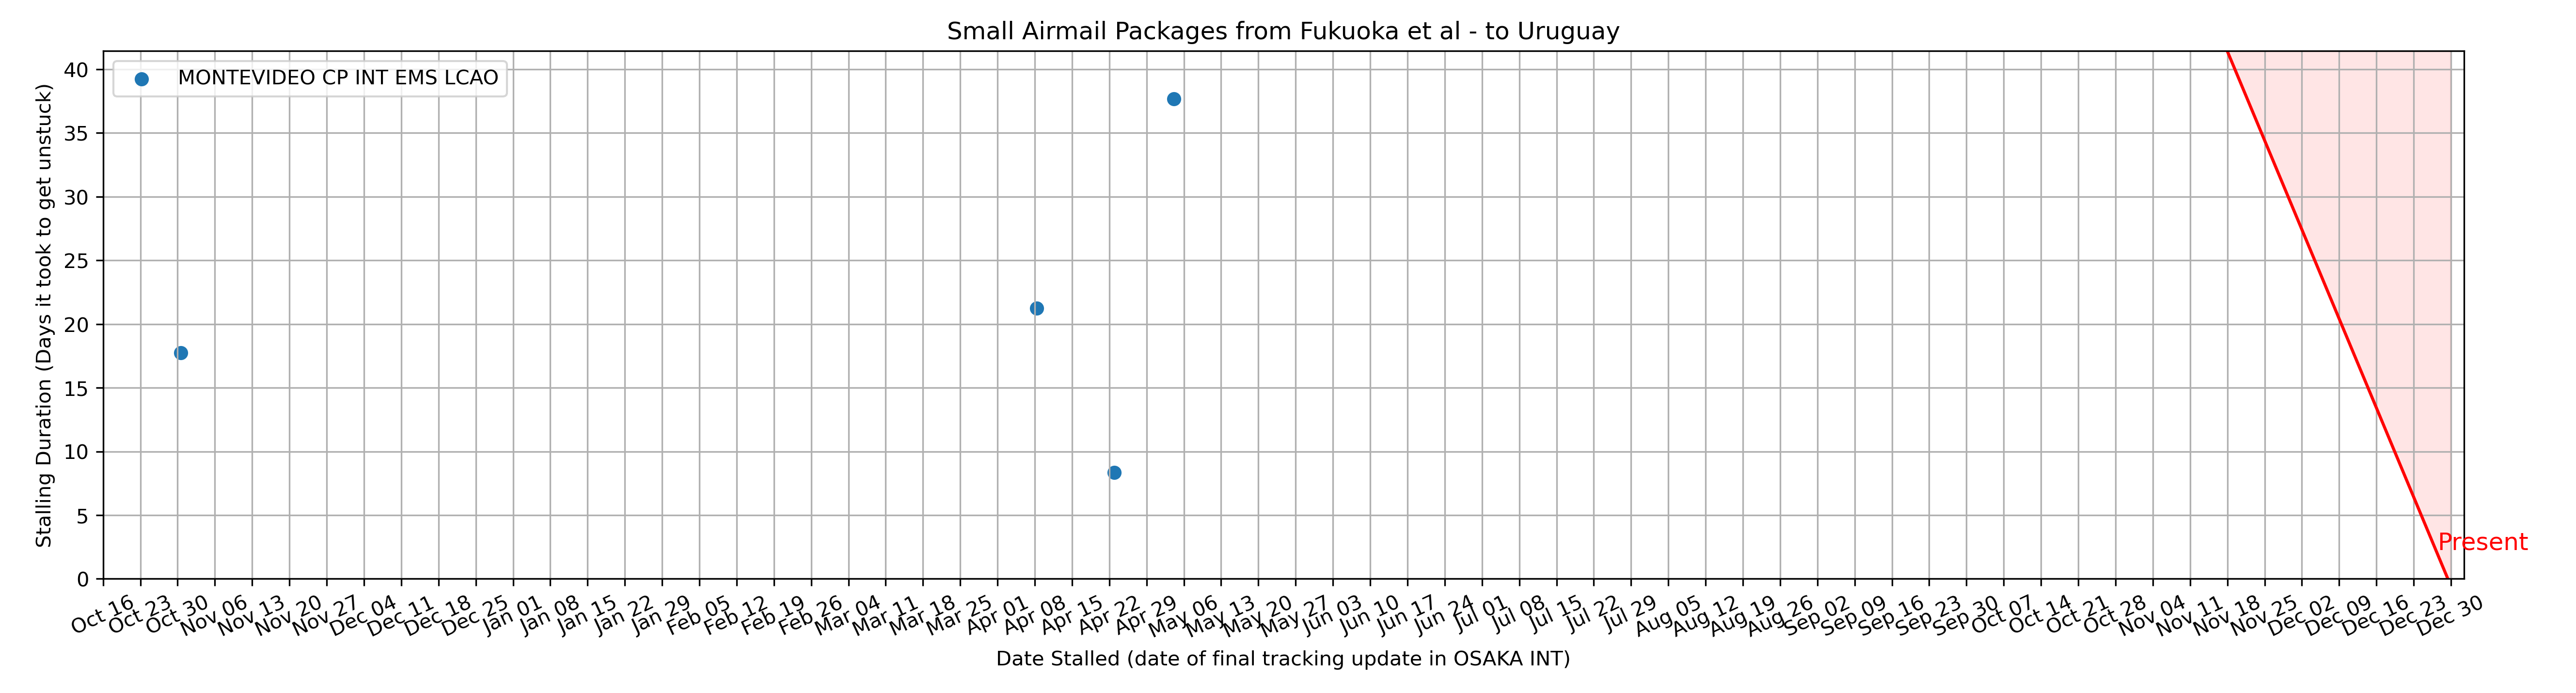 Small Airmail Packages from Fukuoka et al - to Uruguay
MONTEVIDEO CP INT EMS LCAO
Stalling Duration (Days it took to get unstuck)
40
35
30
25
20
15
10
5
0
Present
Oct 16
Oct 23
Oct 30
Nov 06
Nov 13
Nov 20
Nov 27
Dec 04
Dec 11
Dec 18
Dec 25
Jan 01
Jan 08
Jan 15
Jan 22
Jan 29
Feb 05
Feb 12
Feb 19
Feb 26
Mar 04
Mar 11
Mar 18
Mar 25
Apr 01
Apr 08
Apr 15
Apr 22
Apr 29
May 06
May 13
May 20
May 27
Jun 03
Jun 10
Jun 17
Jun 24
Jul 01
Jul 08
Jul 15
Jul 22
Jul 29
Aug 05
Aug 12
Aug 19
Aug 26
Sep 02
Sep 09
Sep 16
Sep 23
Sep 30
Oct 07
Oct 14
Oct 21
Oct 28
Nov 04
Nov 11
Nov 18
Nov 25
Dec 02
Dec 09
Dec 16
Dec 23
Dec 30
Date Stalled (date of final tracking update in OSAKA INT)